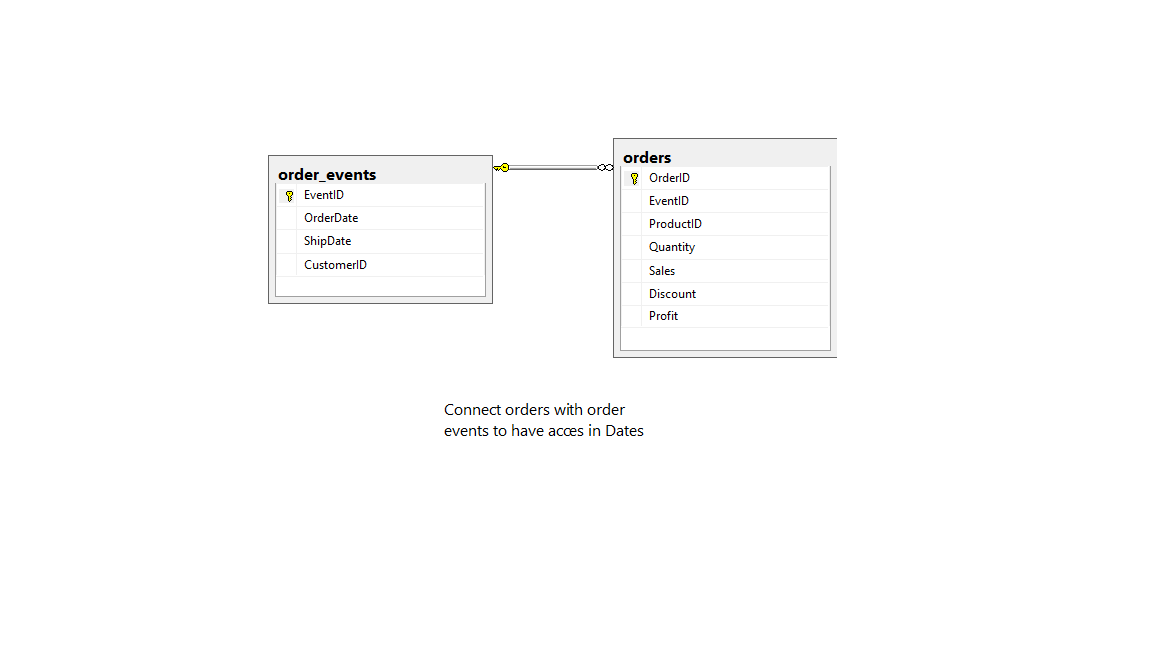 order_events
EventID
OrderDate
ShipDate
CustomerID
orders
OrderID
EventID
ProductID
Quantity
Sales
Discount
Profit
Connect orders with order
events to have acces in Dates